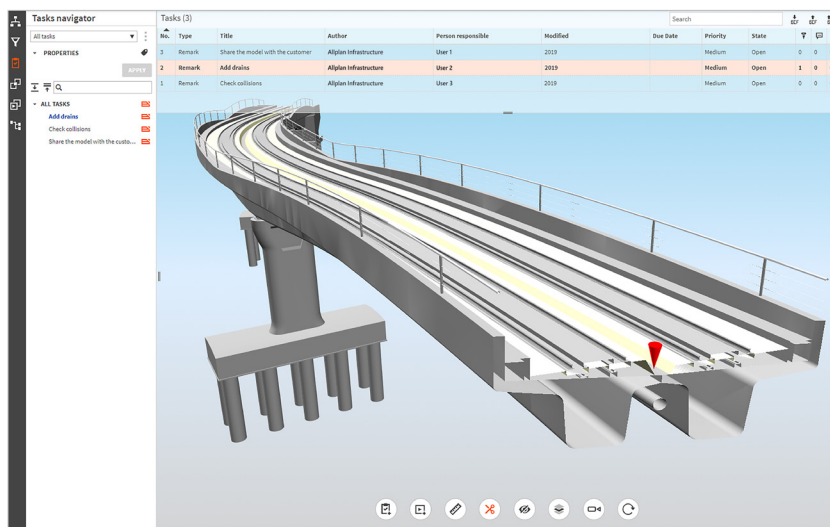 Tasks navigator
All tasks
PROPERTIES
APPLY
ALL TASKS
Add drains
Check collisions
Share the model with the custo...
Tasks (3)
Search
No. Type Title Author Person responsible Modified Due Date Priority State
3 Remark Share the model with the customer Allplan Infrastructure User 1 2019 Medium Open 0 0
2 Remark Add drains Allplan Infrastructure User 2 2019 Medium Open 1 0
1 Remark Check collisions Allplan Infrastructure User 3 2019 Medium Open 0 0